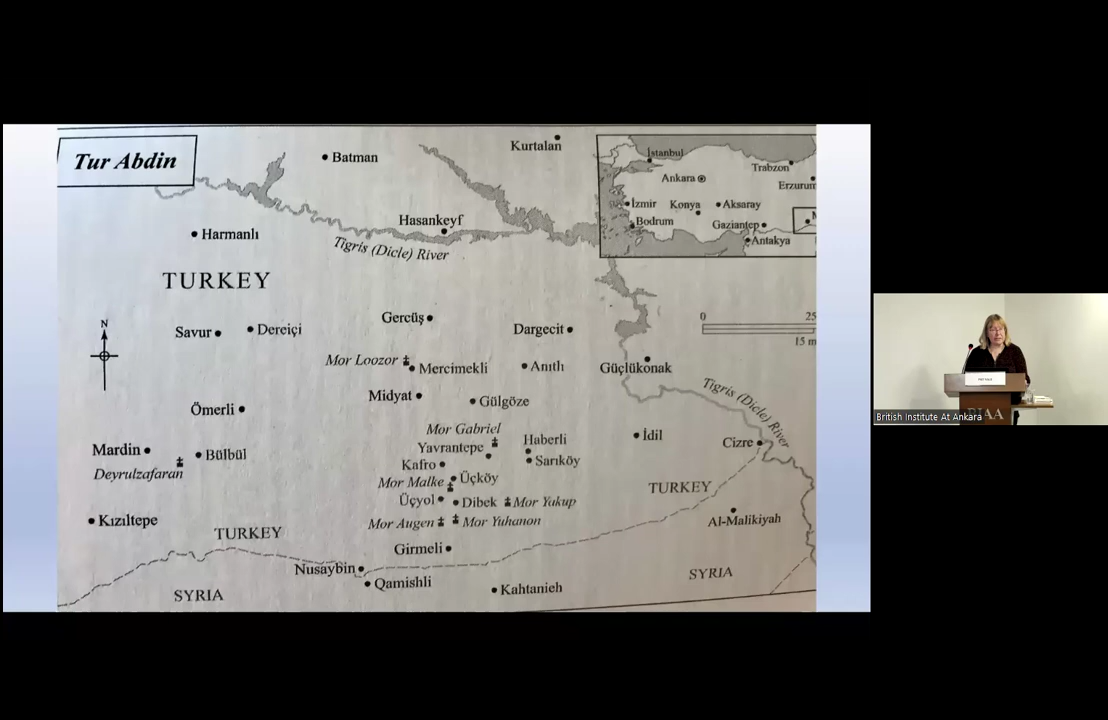 Tur Abdin
Batman
Kurtalan
İstanbul
Trabzon
Ankara
Erzurum
İzmir
Konya
Aksaray
Bodrum
Gaziantep
M
Antakya
Harmanlı
Hasankeyf
Tigris (Dicle) River
TURKEY
N
Savur
Dereiçi
Gercüş
Dargecit
0
25
15 m
Mor Loozor
Mercimekli
Anıtlı
Güçlükonak
Midyat
Gülgöze
Tigris (Dicle) River
Ömerli
Mor Gabriel
Yavrantepe
Haberli
İdil
Cizre
Mardin
Bülbül
Sarıköy
Deyrulzafaran
Kafro
Mor Malke
Üçköy
TURKEY
Üçyol
Dibek
Mor Yakup
Kızıltepe
Mor Augen
Mor Yuhanon
Al-Malikiyah
TURKEY
Girmeli
Nusaybin
Qamishli
SYRIA
SYRIA
Kahtanieh
BIAA
British Institute At Ankara